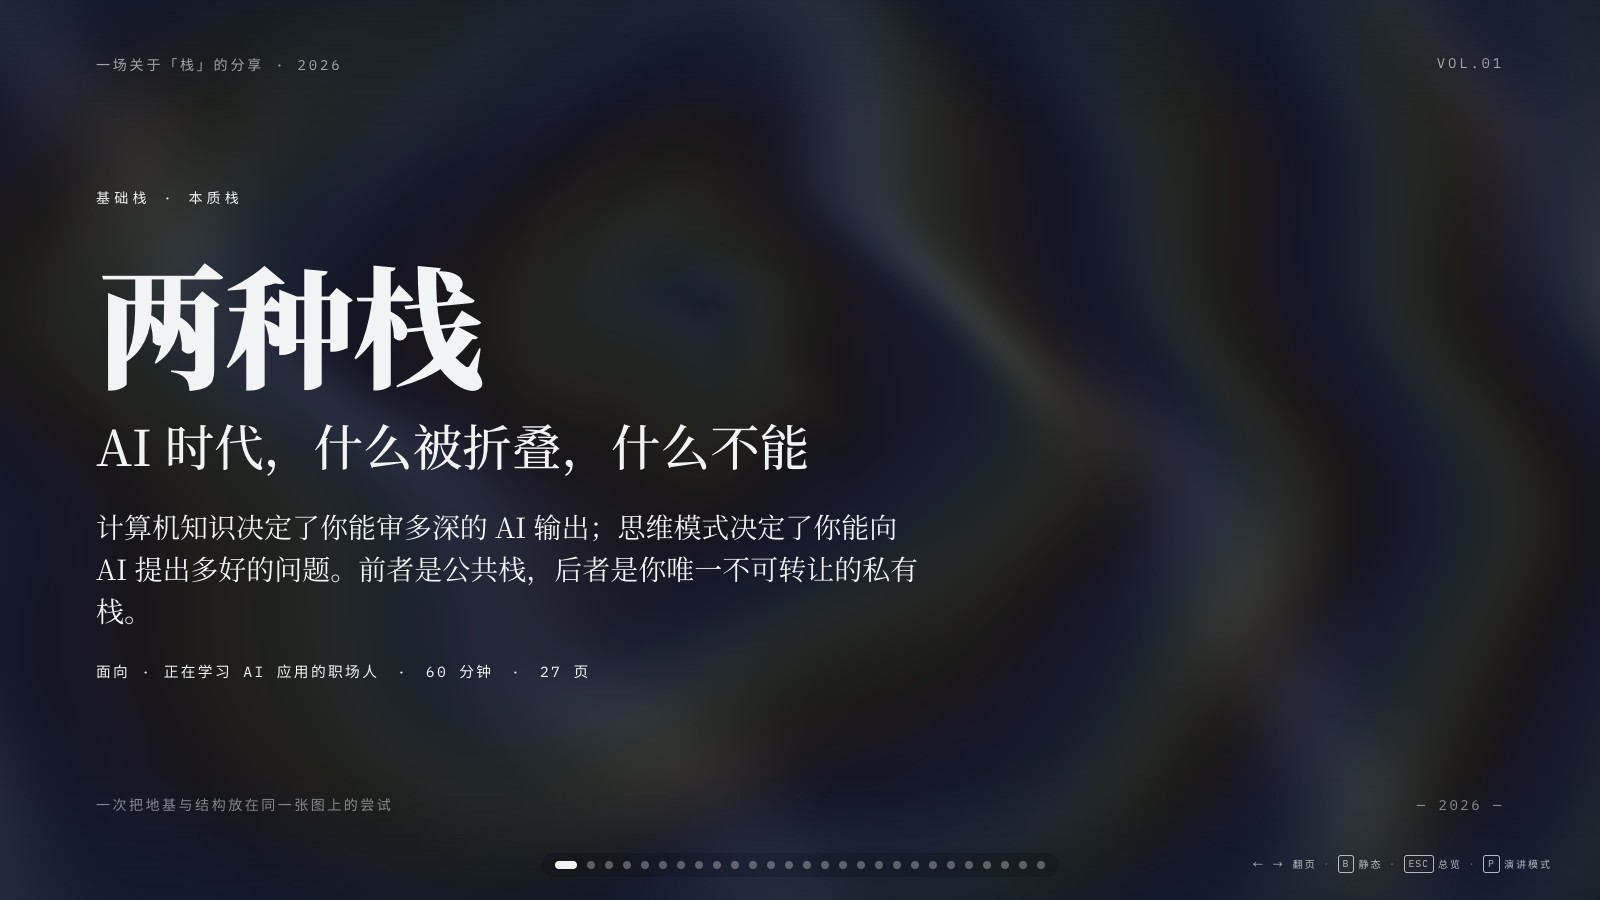 一场关于「栈」的分享 · 2026
VOL.01
基础栈 · 本质栈
两种栈
AI 时代，什么被折叠，什么不能
计算机知识决定了你能审多深的 AI 输出；思维模式决定了你能向
AI 提出多好的问题。前者是公共栈，后者是你唯一不可转让的私有
栈。
面向 · 正在学习 AI 应用的职场人 · 60 分钟 · 27 页
一次把地基与结构放在同一张图上的尝试
— 2026 —
← → 翻页 · B 静态 · ESC 总览 · P 演讲模式